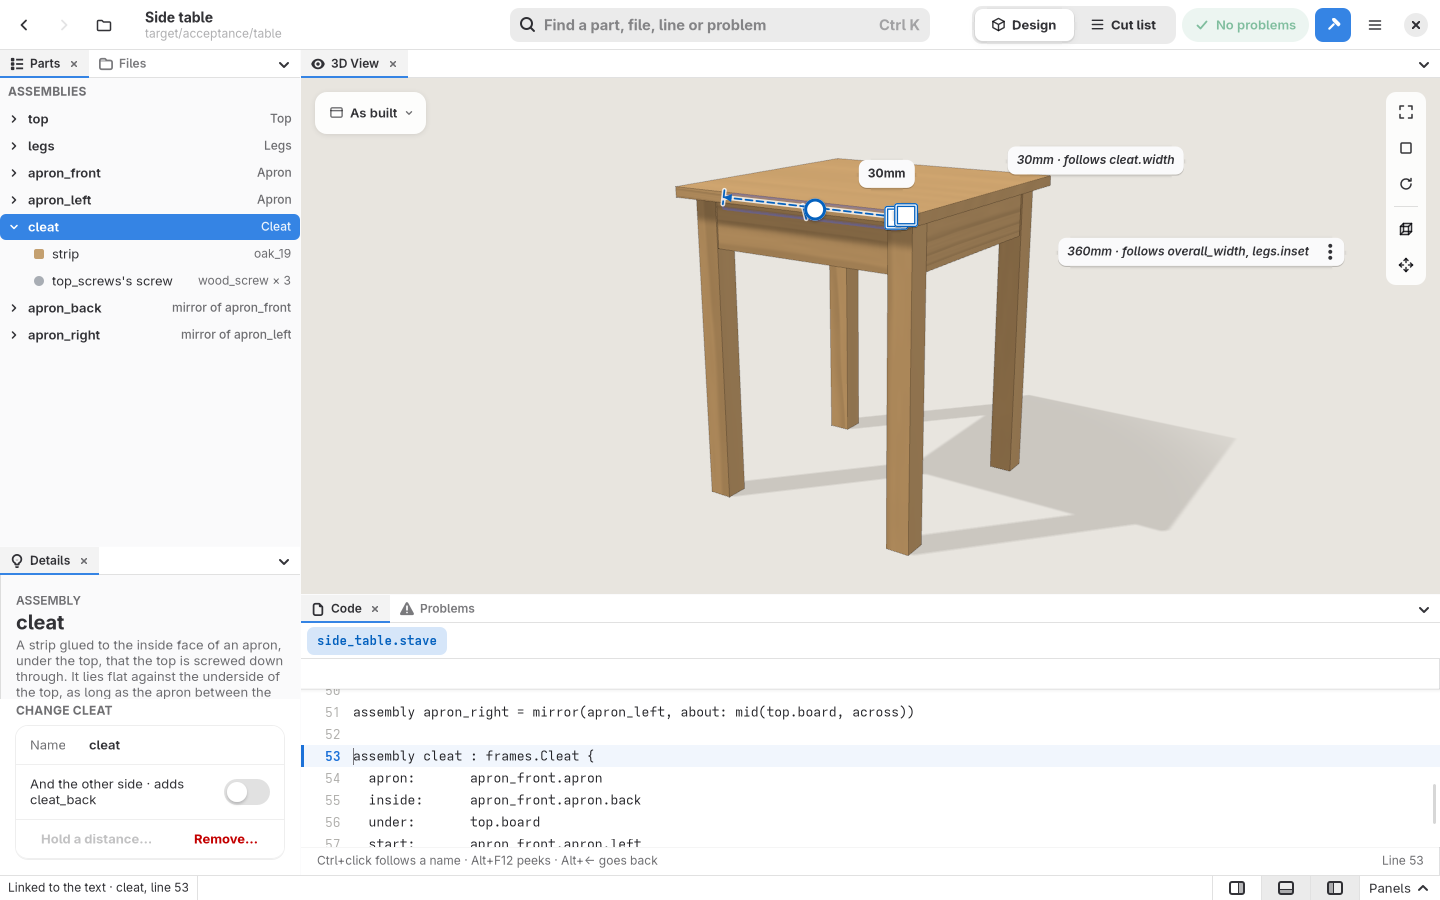 Side table
target/acceptance/table
Find a part, file, line or problem
Ctrl K
Design
Cut list
No problems
Parts
Files
3D View
ASSEMBLIES
top Top
legs Legs
apron_front Apron
apron_left Apron
cleat Cleat
strip oak_19
top_screws's screw wood_screw × 3
apron_back mirror of apron_front
apron_right mirror of apron_left
As built
30mm
30mm · follows cleat.width
360mm · follows overall_width, legs.inset
Details
ASSEMBLY
cleat
A strip glued to the inside face of an apron,
under the top, that the top is screwed down
through. It lies flat against the underside of
the top, as long as the apron between the
CHANGE CLEAT
Name cleat
And the other side · adds
cleat_back
Hold a distance...
Remove...
Code
Problems
side_table.stave
50
51 assembly apron_right = mirror(apron_left, about: mid(top.board, across))
52
53 assembly cleat : frames.Cleat {
54 apron: apron_front.apron
55 inside: apron_front.apron.back
56 under: top.board
57 start: apron_front.apron.left
Ctrl+click follows a name · Alt+F12 peeks · Alt+← goes back
Line 53
Linked to the text · cleat, line 53
Panels